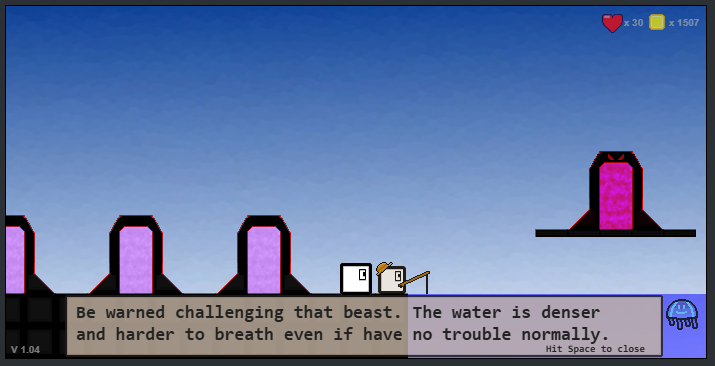 x 30 x 1507
Be warned challenging that beast. The water is denser
and harder to breath even if have no trouble normally.
Hit Space to close
V 1.04